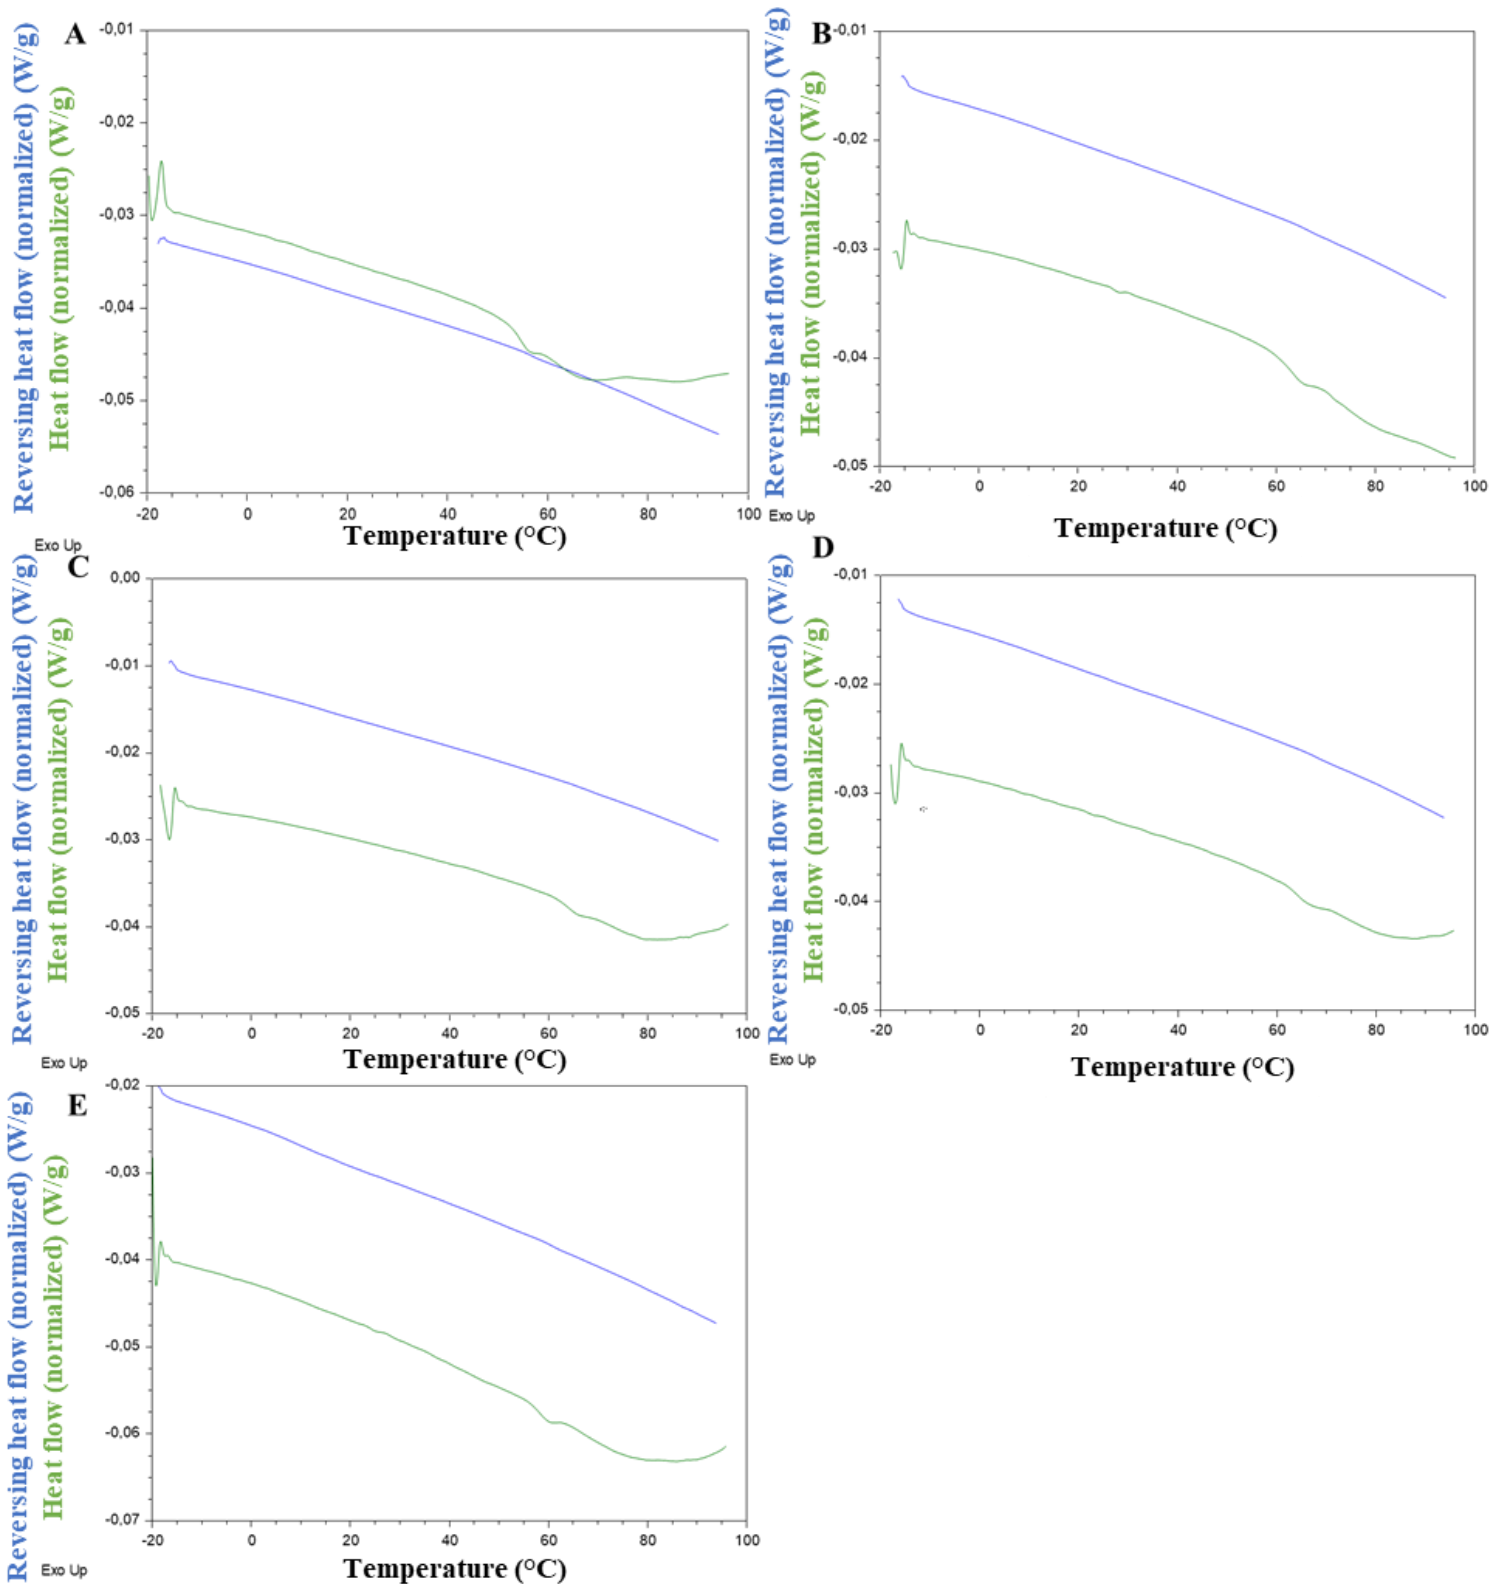 A
Reversing heat flow (normalized) (W/g)
Heat flow (normalized) (W/g)
-0,01
-0,02
-0,03
-0,04
-0,05
-0,06
-20 0 20 40 60 80 100
Temperature (°C)
Exo Up
B
Reversing heat flow (normalized) (W/g)
Heat flow (normalized) (W/g)
-0.01
-0.02
-0.03
-0.04
-0.05
-20 0 20 40 60 80 100
Exo Up
Temperature (°C)
C
Reversing heat flow (normalized) (W/g)
Heat flow (normalized) (W/g)
0,00
-0,01
-0,02
-0,03
-0,04
-0,05
-20 0 20 40 60 80 100
Exo Up
Temperature (°C)
D
Reversing heat flow (normalized) (W/g)
Heat flow (normalized) (W/g)
-0,01
-0,02
-0,03
-0,04
-0,05
-20 0 20 40 60 80 100
Exo Up
Temperature (°C)
E
Reversing heat flow (normalized) (W/g)
Heat flow (normalized) (W/g)
-0,02
-0,03
-0,04
-0,05
-0,06
-0,07
-20 0 20 40 60 80 100
Exo Up
Temperature (°C)